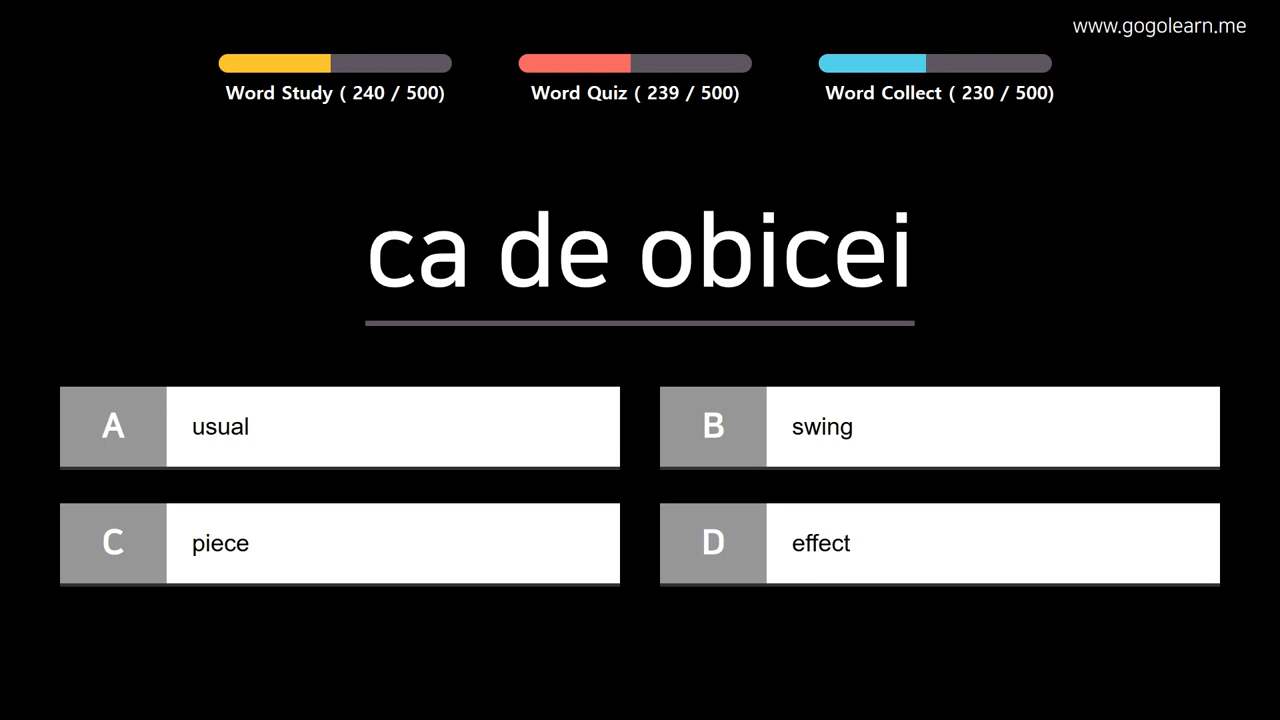 www.gogolearn.me
Word Study ( 240 / 500)
Word Quiz ( 239 / 500)
Word Collect ( 230 / 500)
ca de obicei
A usual
B swing
C piece
D effect